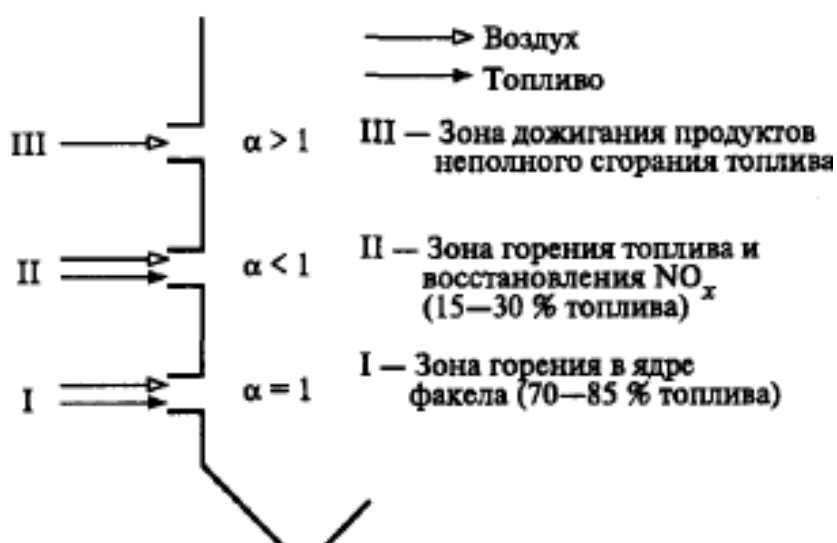 Воздух
Топливо
III
α > 1
III — Зона дожигания продуктов
неполного сгорания топлива
II
α < 1
II — Зона горения топлива и
восстановления NOₓ
(15—30 % топлива)
I
α = 1
I — Зона горения в ядре
факела (70—85 % топлива)